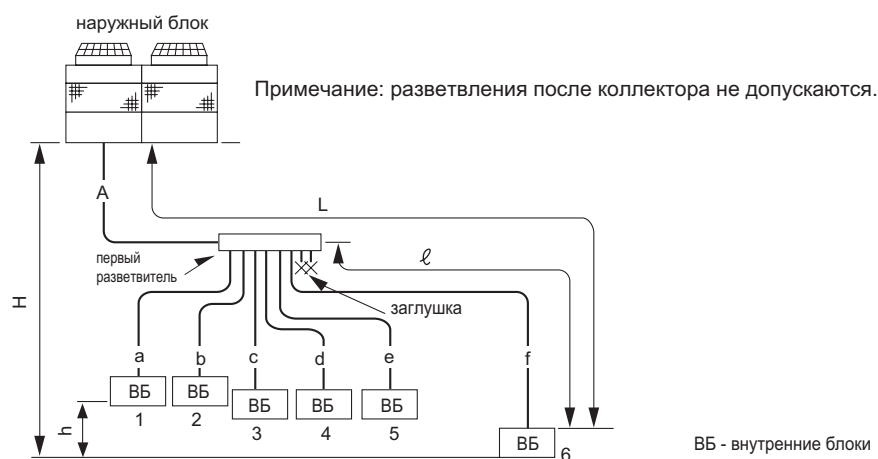 наружный блок
Примечание: разветвления после коллектора не допускаются.
A
L
первый
разветвитель
ℓ
H
заглушка
a
b
c
d
e
f
ВБ
ВБ
ВБ
ВБ
ВБ
1
2
3
4
5
h
ВБ
6
ВБ - внутренние блоки